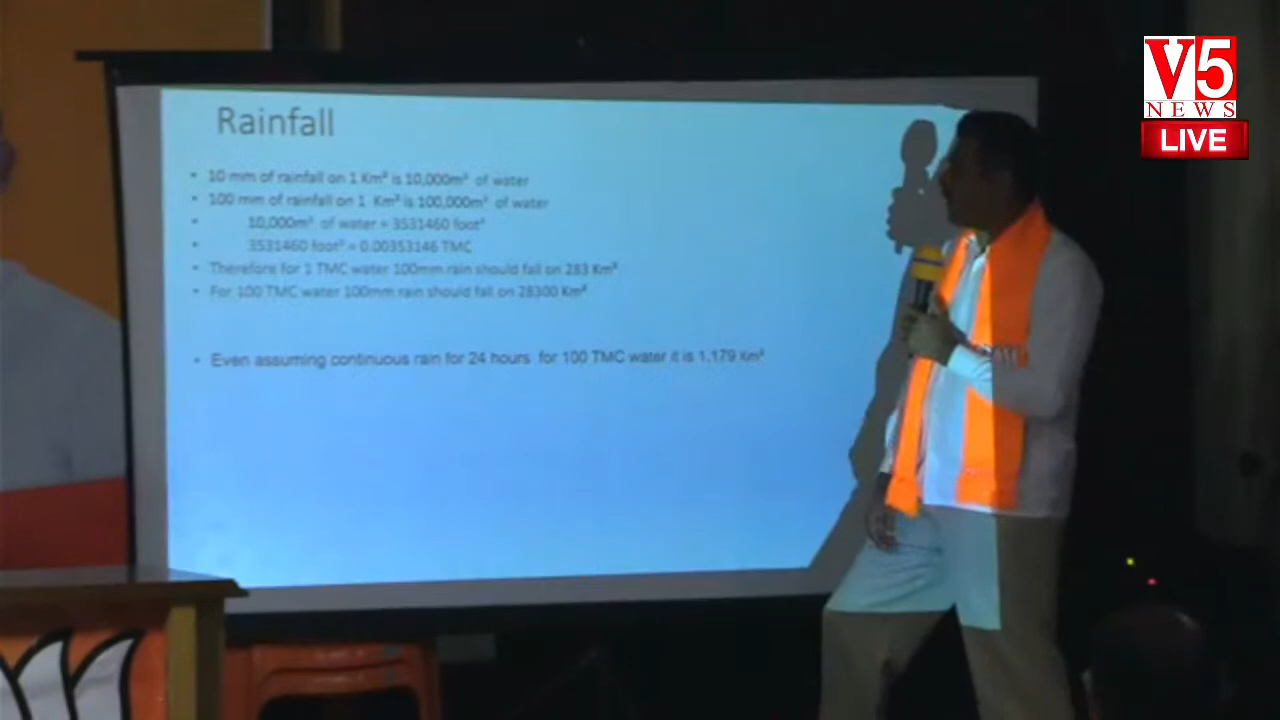 V5
NEWS
LIVE
Rainfall
• 10 mm of rainfall on 1 Km² is 10,000m³ of water
• 100 mm of rainfall on 1 Km² is 100,000m³ of water
• 10,000m³ of water = 3531460 foot³
• 3531460 foot³ = 0.00353146 TMC
• Therefore for 1 TMC water 100mm rain should fall on 283 Km²
• For 100 TMC water 100mm rain should fall on 28300 Km²
• Even assuming continuous rain for 24 hours for 100 TMC water it is 1,179 Km²